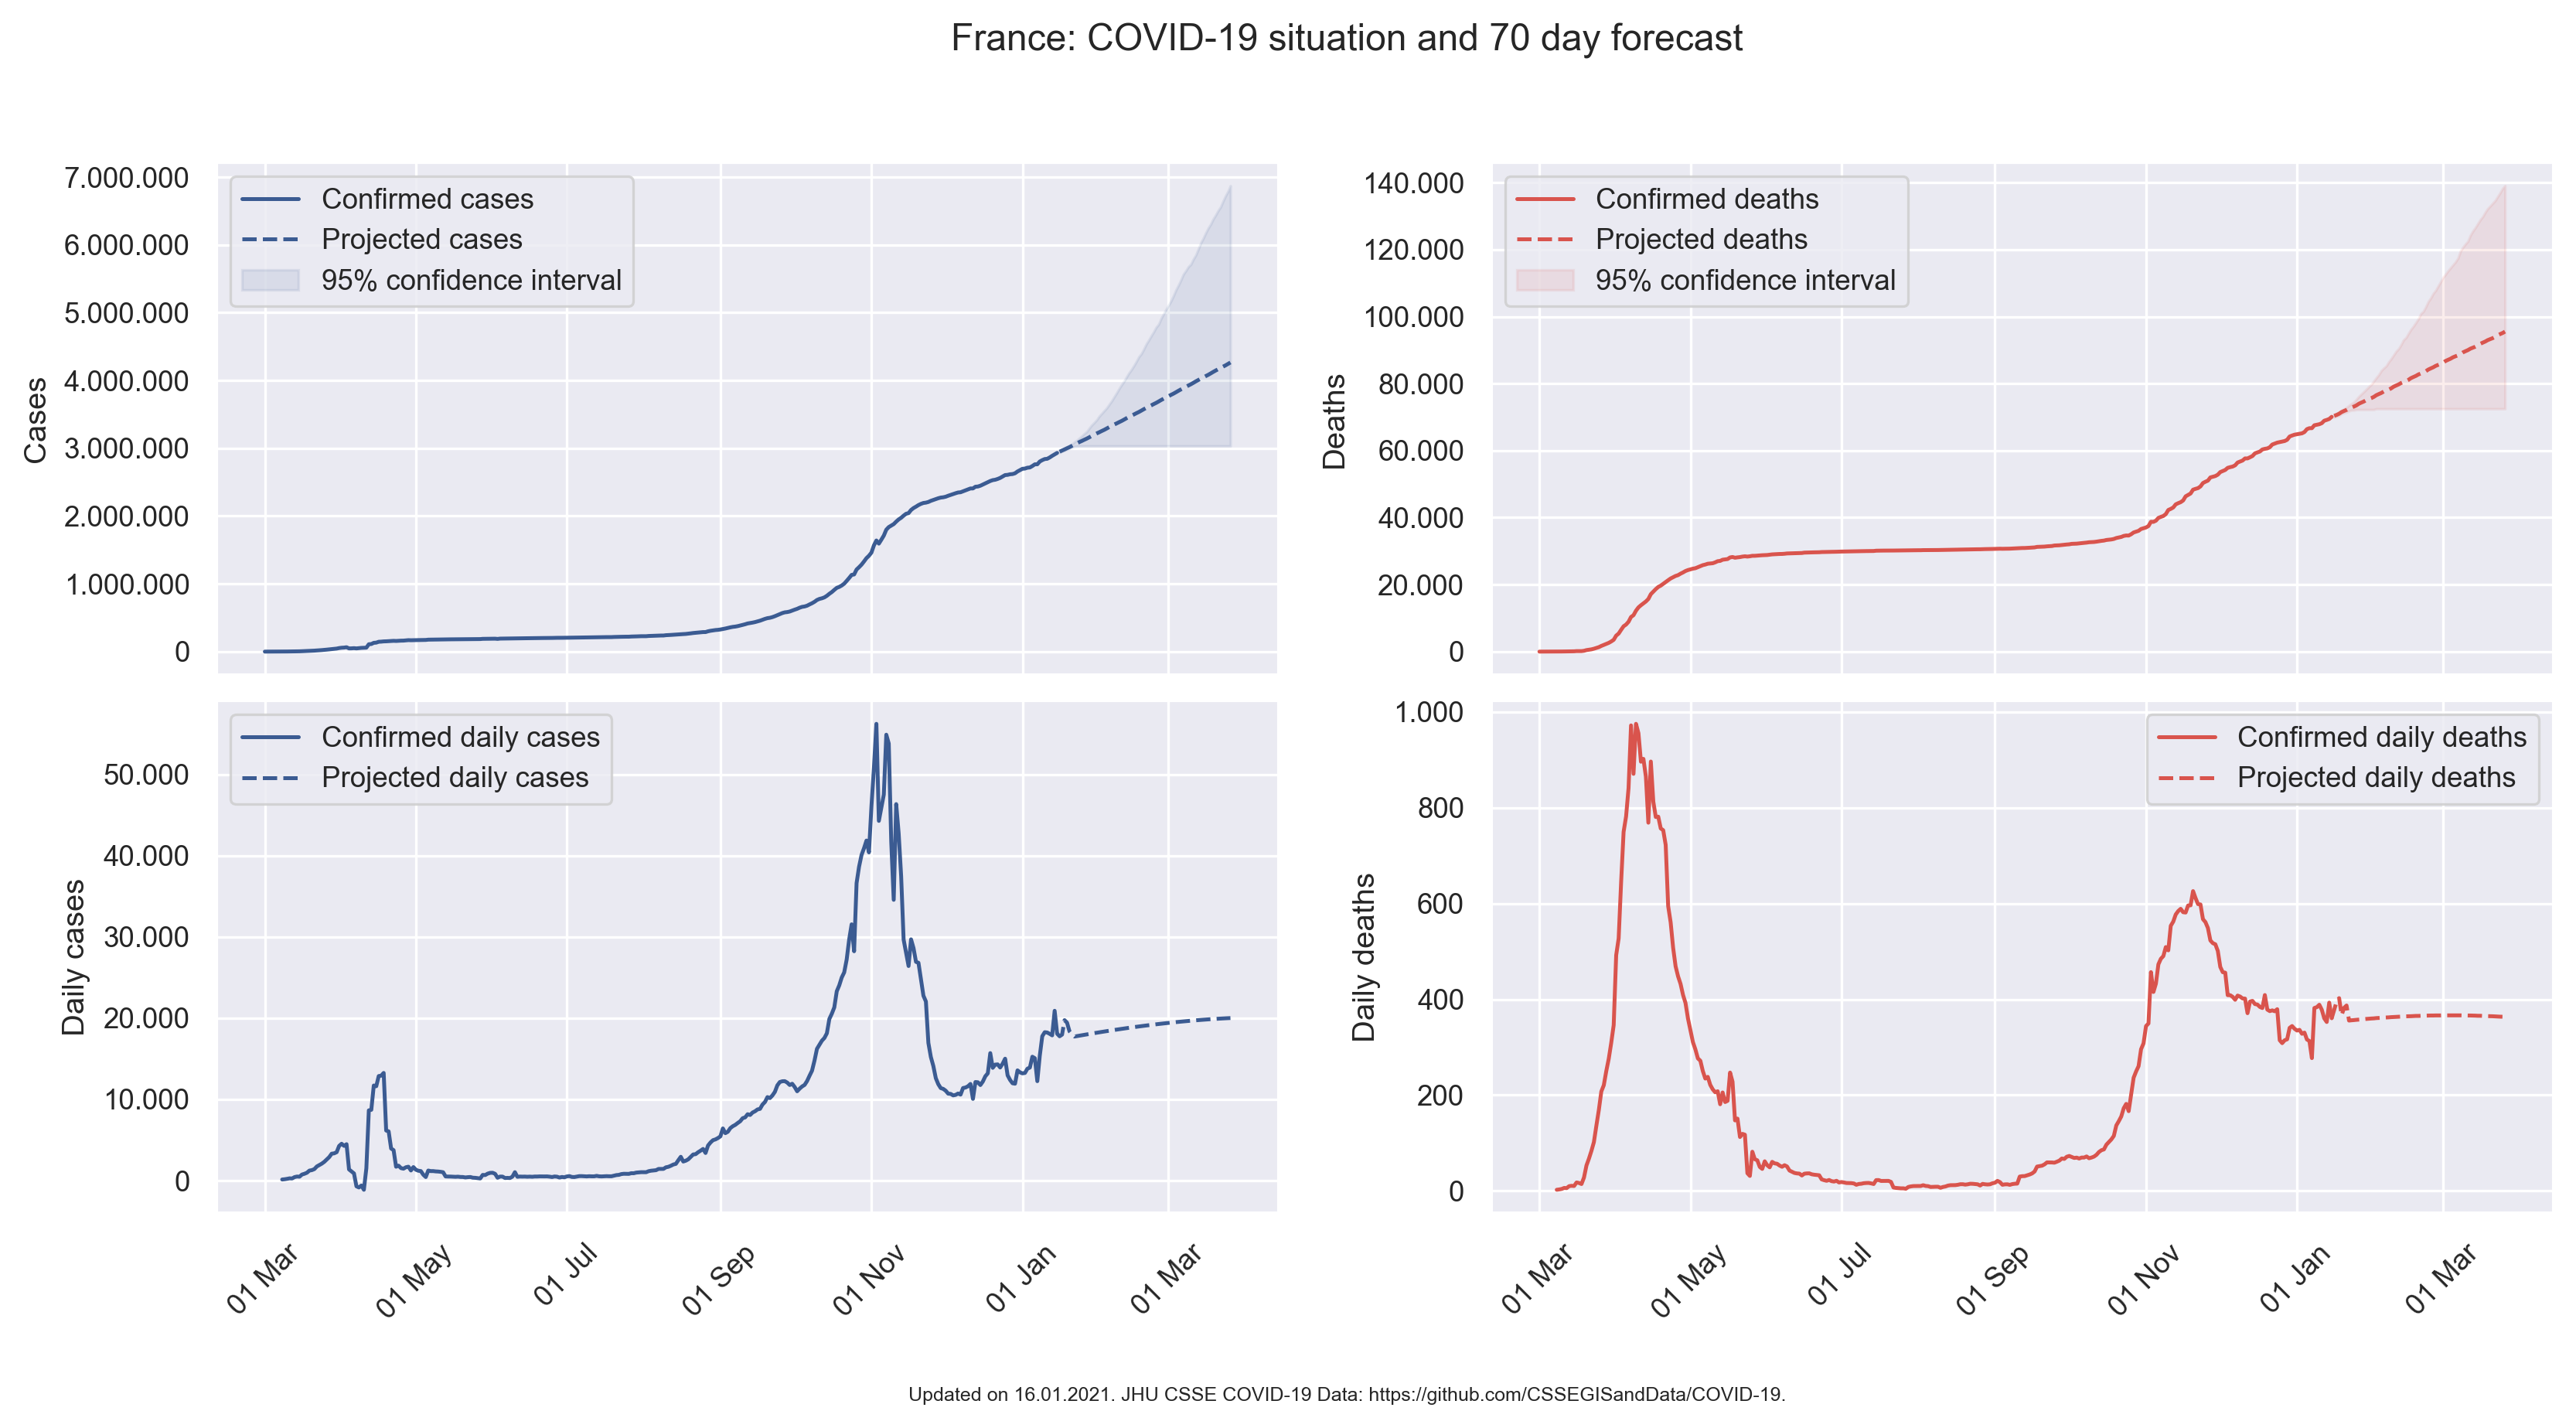 France: COVID-19 situation and 70 day forecast
7.000.000
6.000.000
5.000.000
4.000.000
3.000.000
2.000.000
1.000.000
0
Cases
Confirmed cases
Projected cases
95% confidence interval
140.000
120.000
100.000
80.000
60.000
40.000
20.000
0
Deaths
Confirmed deaths
Projected deaths
95% confidence interval
50.000
40.000
30.000
20.000
10.000
0
Daily cases
Confirmed daily cases
Projected daily cases
01 Mar
01 May
01 Jul
01 Sep
01 Nov
01 Jan
01 Mar
1.000
800
600
400
200
0
Daily deaths
Confirmed daily deaths
Projected daily deaths
01 Mar
01 May
01 Jul
01 Sep
01 Nov
01 Jan
01 Mar
Updated on 16.01.2021. JHU CSSE COVID-19 Data: https://github.com/CSSEGISandData/COVID-19.